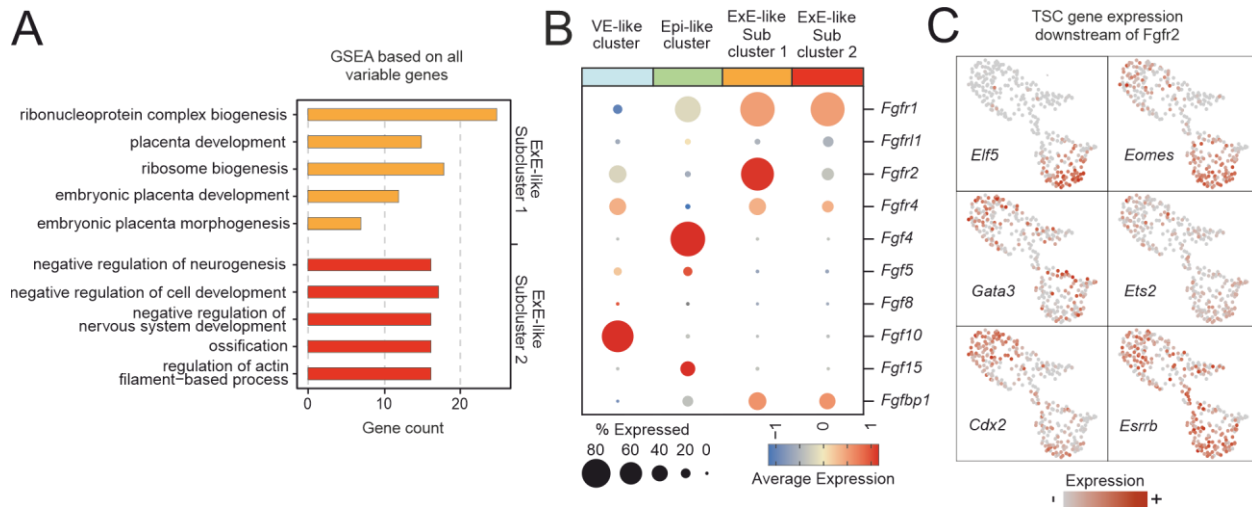 A
GSEA based on all
variable genes
ribonucleoprotein complex biogenesis
placenta development
ribosome biogenesis
embryonic placenta development
embryonic placenta morphogenesis
negative regulation of neurogenesis
negative regulation of cell development
negative regulation of
nervous system development
ossification
regulation of actin
filament−based process
ExE-like
Subcluster 1
ExE-like
Subcluster 2
0
10
20
Gene count
B
VE-like
cluster
Epi-like
cluster
ExE-like
Sub
cluster 1
ExE-like
Sub
cluster 2
Fgfr1
Fgfrl1
Fgfr2
Fgfr4
Fgf4
Fgf5
Fgf8
Fgf10
Fgf15
Fgfbp1
% Expressed
80 60 40 20 0
−1
0
1
Average Expression
C
TSC gene expression
downstream of Fgfr2
Elf5
Eomes
Gata3
Ets2
Cdx2
Esrrb
Expression
- +